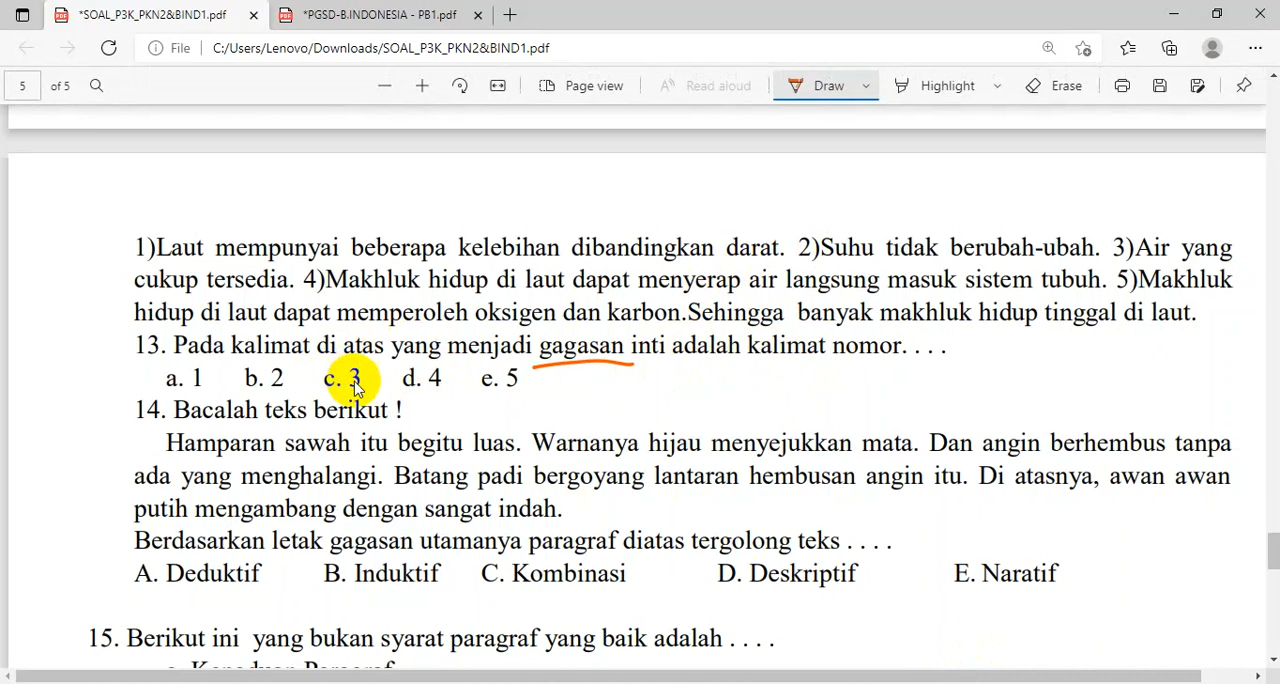 *SOAL_P3K_PKN2&BIND1.pdf
*PGSD-B.INDONESIA - PB1.pdf
File
C:/Users/Lenovo/Downloads/SOAL_P3K_PKN2&BIND1.pdf
5 of 5
Page view
Read aloud
Draw
Highlight
Erase
1)Laut mempunyai beberapa kelebihan dibandingkan darat. 2)Suhu tidak berubah-ubah. 3)Air yang
cukup tersedia. 4)Makhluk hidup di laut dapat menyerap air langsung masuk sistem tubuh. 5)Makhluk
hidup di laut dapat memperoleh oksigen dan karbon.Sehingga banyak makhluk hidup tinggal di laut.
13. Pada kalimat di atas yang menjadi gagasan inti adalah kalimat nomor. . . .
a. 1 b. 2 c. 3 d. 4 e. 5
14. Bacalah teks berikut !
Hamparan sawah itu begitu luas. Warnanya hijau menyejukkan mata. Dan angin berhembus tanpa
ada yang menghalangi. Batang padi bergoyang lantaran hembusan angin itu. Di atasnya, awan awan
putih mengambang dengan sangat indah.
Berdasarkan letak gagasan utamanya paragraf diatas tergolong teks . . . .
A. Deduktif B. Induktif C. Kombinasi D. Deskriptif E. Naratif
15. Berikut ini yang bukan syarat paragraf yang baik adalah . . . .